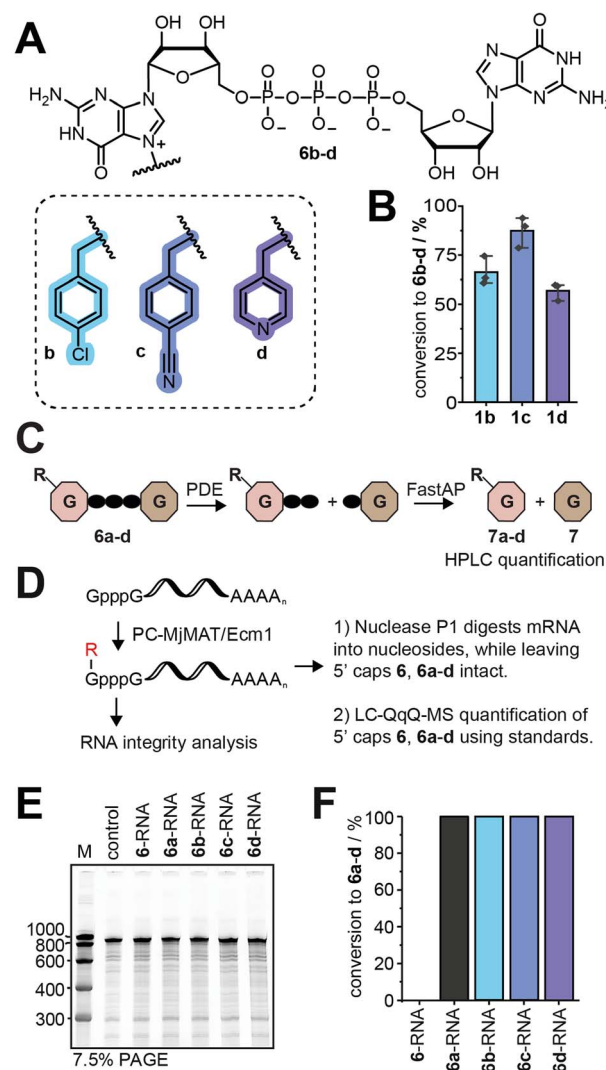 A
OH OH
O
O O O
H₂N N N O P O P O P O
HN N
+
O
O⁻ O⁻ O⁻
6b-d
O
N NH
N N NH₂
O
OH OH
b Cl
c N
d N
B
conversion to 6b-d / %
100
75
50
25
0
1b 1c 1d
C
R
G G
6a-d
PDE
R
G + G
FastAP
R
G + G
7a-d 7
HPLC quantification
D
GpppG AAAAₙ
PC-MjMAT/Ecm1
R
GpppG AAAAₙ
RNA integrity analysis
1) Nuclease P1 digests mRNA
into nucleosides, while leaving
5' caps 6, 6a-d intact.
2) LC-QqQ-MS quantification of
5' caps 6, 6a-d using standards.
E
M
control
6-RNA
6a-RNA
6b-RNA
6c-RNA
6d-RNA
1000
800
600
400
300
7.5% PAGE
F
conversion to 6a-d / %
100
80
60
40
20
0
6-RNA
6a-RNA
6b-RNA
6c-RNA
6d-RNA